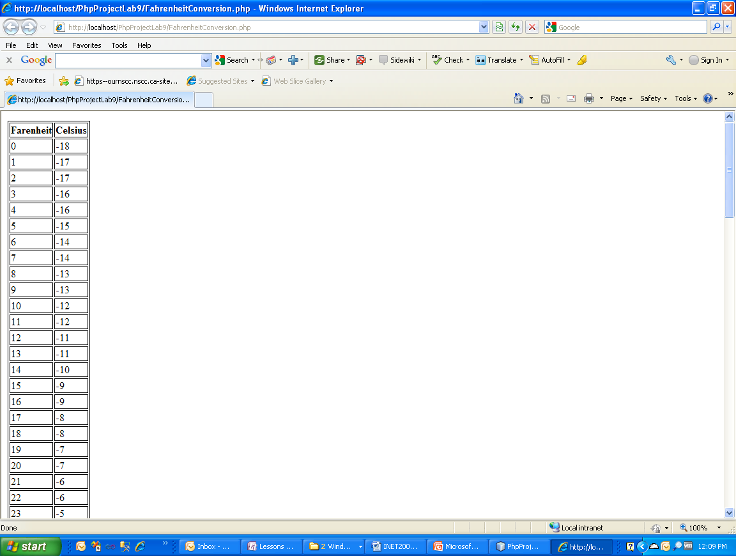 http://localhost/PhpProjectLab9/FahrenheitConversion.php - Windows Internet Explorer
http://localhost/PhpProjectLab9/FahrenheitConversion.php
Google
File Edit View Favorites Tools Help
x Google Search Share Sidewiki Check Translate AutoFill Sign In
Favorites https--ournscc.nscc.ca-site... Suggested Sites Web Slice Gallery
http://localhost/PhpProjectLab9/FahrenheitConversio... Page Safety Tools
Farenheit Celsius
0 -18
1 -17
2 -17
3 -16
4 -16
5 -15
6 -14
7 -14
8 -13
9 -13
10 -12
11 -12
12 -11
13 -11
14 -10
15 -9
16 -9
17 -8
18 -8
19 -7
20 -7
21 -6
22 -6
23 -5
Done Local intranet 100%
start Inbox - ... Lessons 2 Wind... INET200... Microsof... PhpProj... http://lo... 12:09 PM